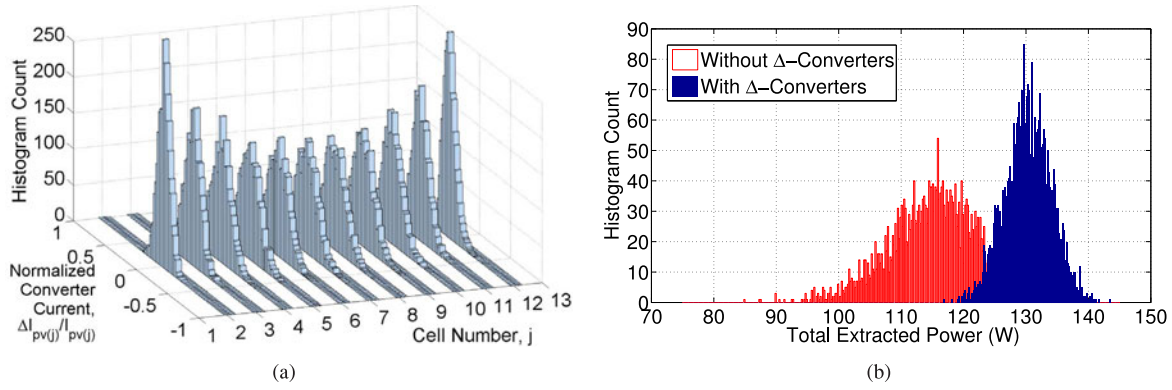 250
200
150
100
50
0
Histogram Count
1
0.5
0
-0.5
-1
Normalized
Converter
Current,
ΔI_pv(j)/I_pv(j)
1 2 3 4 5 6 7 8 9 10 11 12 13
Cell Number, j
(a)
90
80
70
60
50
40
30
20
10
0
Histogram Count
Without Δ−Converters
With Δ−Converters
70 80 90 100 110 120 130 140 150
Total Extracted Power (W)
(b)